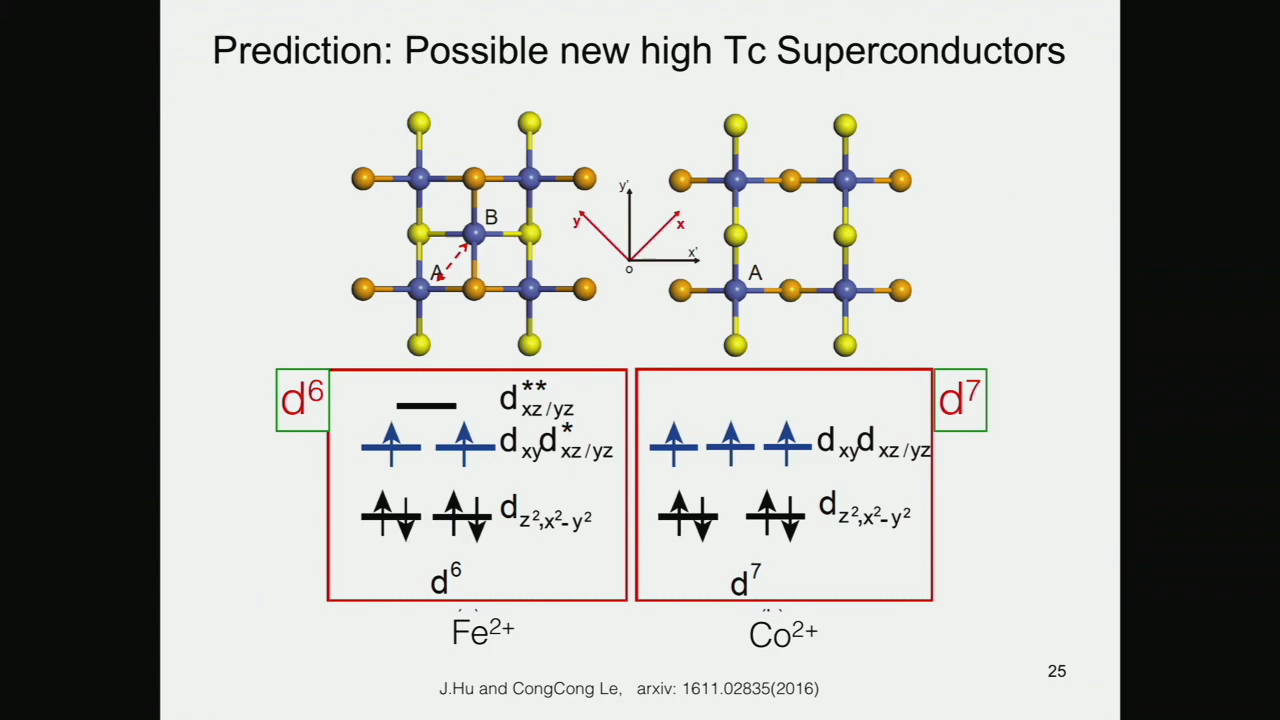 Prediction: Possible new high Tc Superconductors
B
A
y'
y
x
x'
o
A
d⁶
d**xz/yz
dxyd*xz/yz
dz²,x²-y²
d⁶
dxydxz/yz
dz²,x²-y²
d⁷
d⁷
Fe²⁺
Co²⁺
25
J.Hu and CongCong Le, arxiv: 1611.02835(2016)